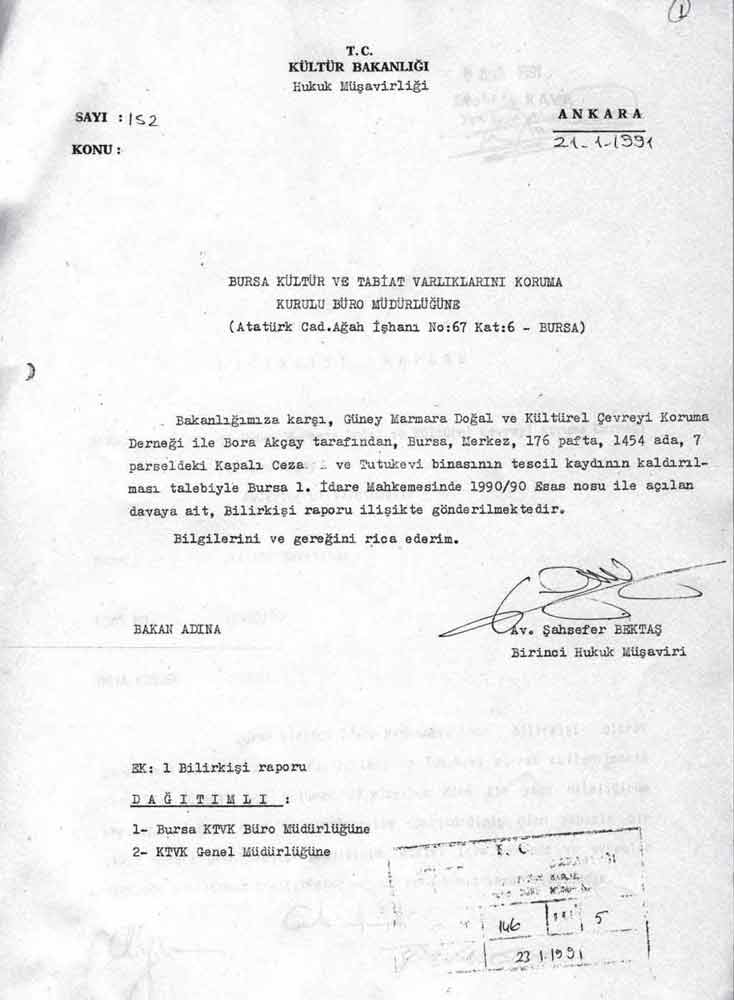 1
T.C.
KÜLTÜR BAKANLIĞI
Hukuk Müşavirliği
SAYI : 152
ANKARA
KONU :
21-1-1991
BURSA KÜLTÜR VE TABİAT VARLIKLARINI KORUMA
KURULU BÜRO MÜDÜRLÜĞÜNE
(Atatürk Cad.Ağah İşhanı No:67 Kat:6 - BURSA)
Bakanlığımıza karşı, Güney Marmara Doğal ve Kültürel Çevreyi Koruma
Derneği ile Bora Akçay tarafından, Bursa, Merkez, 176 pafta, 1454 ada, 7
parseldeki Kapalı Ceza ve Tutukevi binasının tescil kaydının kaldırıl-
ması talebiyle Bursa 1. İdare Mahkemesinde 1990/90 Esas nosu ile açılan
davaya ait, Bilirkişi raporu ilişikte gönderilmektedir.
Bilgilerini ve gereğini rica ederim.
BAKAN ADINA
Av. Şahsefer BEKTAŞ
Birinci Hukuk Müşaviri
EK: 1 Bilirkişi raporu
DAĞITIMLI :
1- Bursa KTVK Büro Müdürlüğüne
2- KTVK Genel Müdürlüğüne
T. C.
146 5
23 1.1991